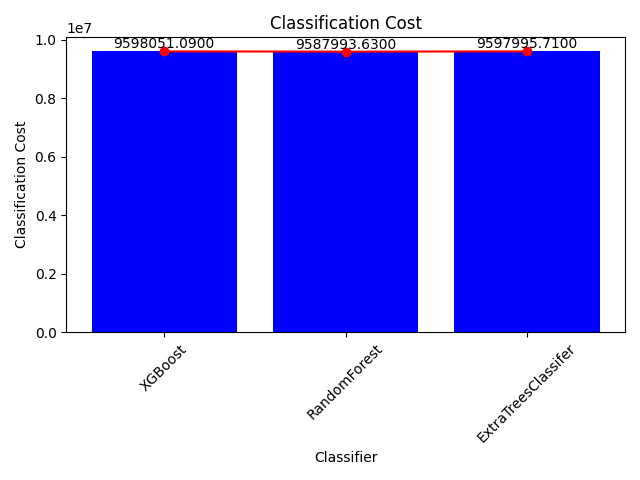 Classification Cost
1e7
9598051.0900
9587993.6300
9597995.7100
1.0
0.8
0.6
0.4
0.2
0.0
Classification Cost
XGBoost
RandomForest
ExtraTreesClassifer
Classifier